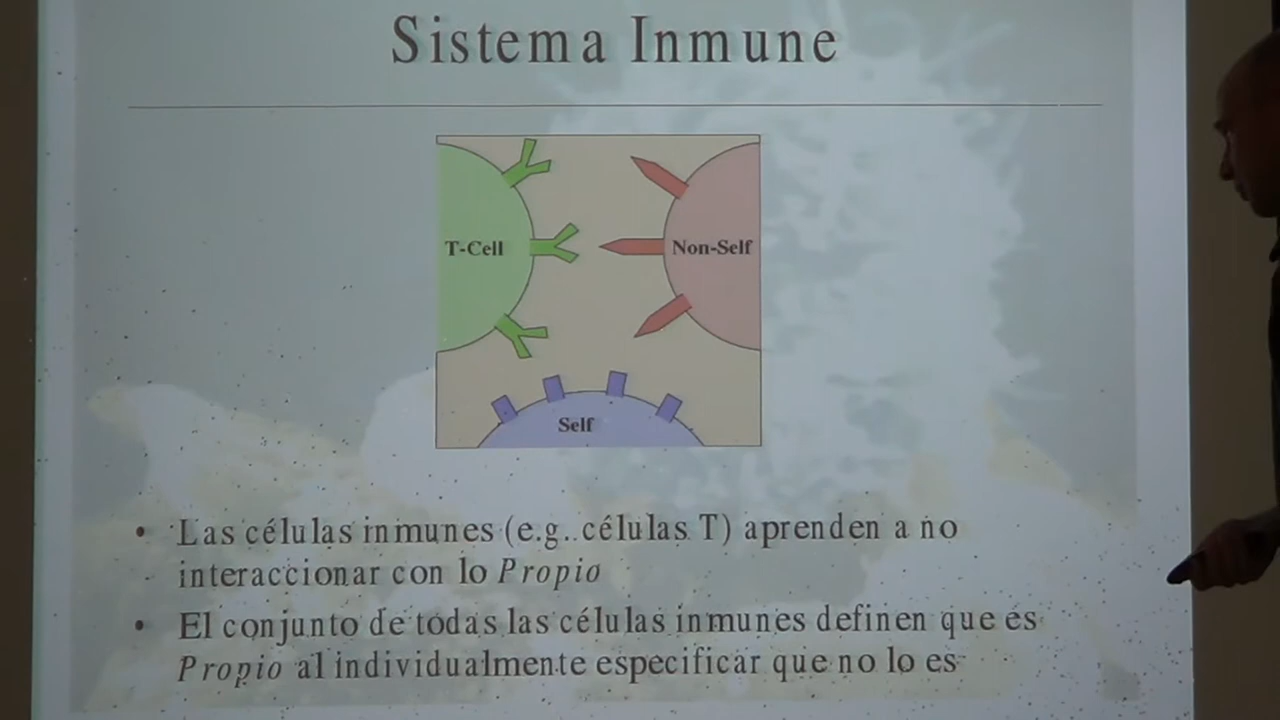 Sistema Inmune
T-Cell
Non-Self
Self
• Las células inmunes (e.g. células T) aprenden a no
interaccionar con lo Propio
• El conjunto de todas las células inmunes definen que es
Propio al individualmente especificar que no lo es